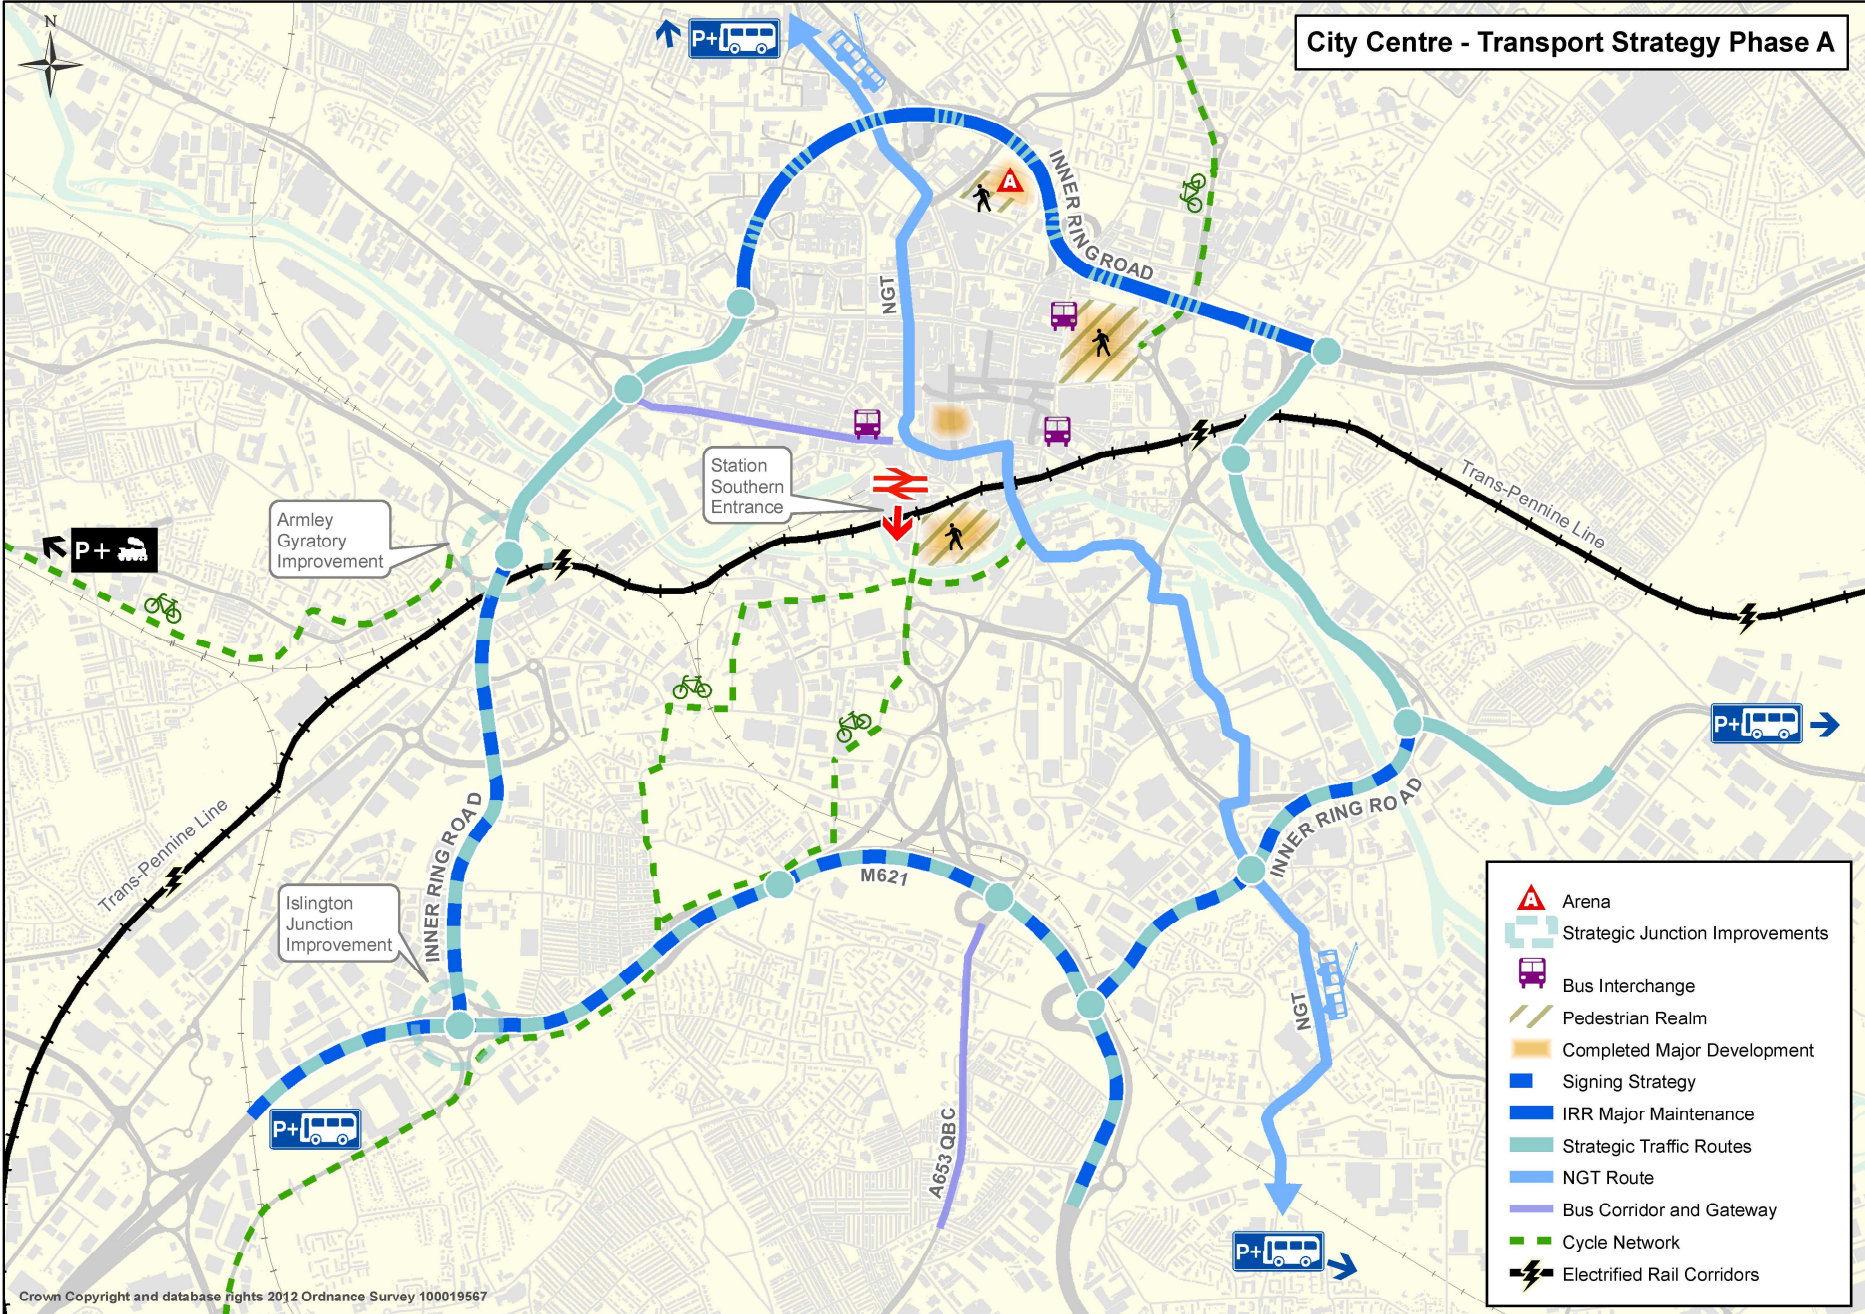 N
P+
City Centre - Transport Strategy Phase A
A
INNER RING ROAD
NGT
Station
Southern
Entrance
Trans-Pennine Line
Armley
Gyratory
Improvement
P+
P+
Trans-Pennine Line
INNER RING ROAD
INNER RING ROAD
M621
Islington
Junction
Improvement
NGT
P+
A653 QBC
P+
A Arena
Strategic Junction Improvements
Bus Interchange
Pedestrian Realm
Completed Major Development
Signing Strategy
IRR Major Maintenance
Strategic Traffic Routes
NGT Route
Bus Corridor and Gateway
Cycle Network
Electrified Rail Corridors
Crown Copyright and database rights 2012 Ordnance Survey 100019567